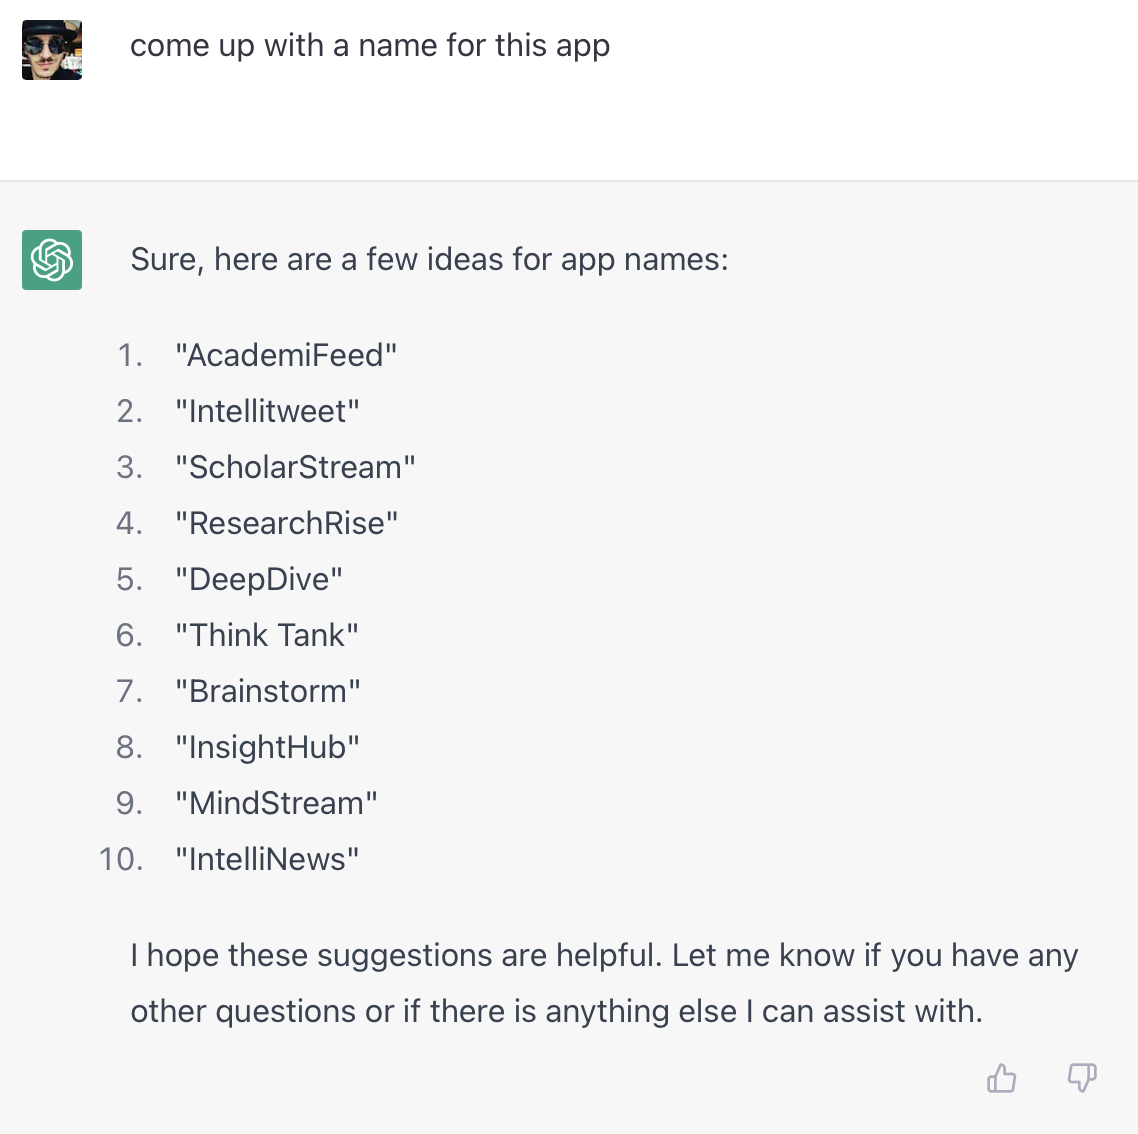 come up with a name for this app
Sure, here are a few ideas for app names:
1. "AcademiFeed"
2. "Intellitweet"
3. "ScholarStream"
4. "ResearchRise"
5. "DeepDive"
6. "Think Tank"
7. "Brainstorm"
8. "InsightHub"
9. "MindStream"
10. "IntelliNews"
I hope these suggestions are helpful. Let me know if you have any
other questions or if there is anything else I can assist with.